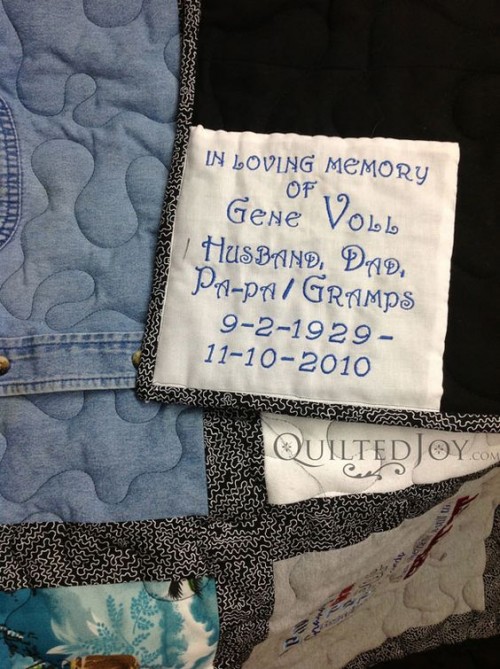 IN LOVING MEMORY
OF
GENE VOLL
HUSBAND, DAD,
PA-PA/GRAMPS
9-2-1929-
11-10-2010
QUILTEDJOY.COM